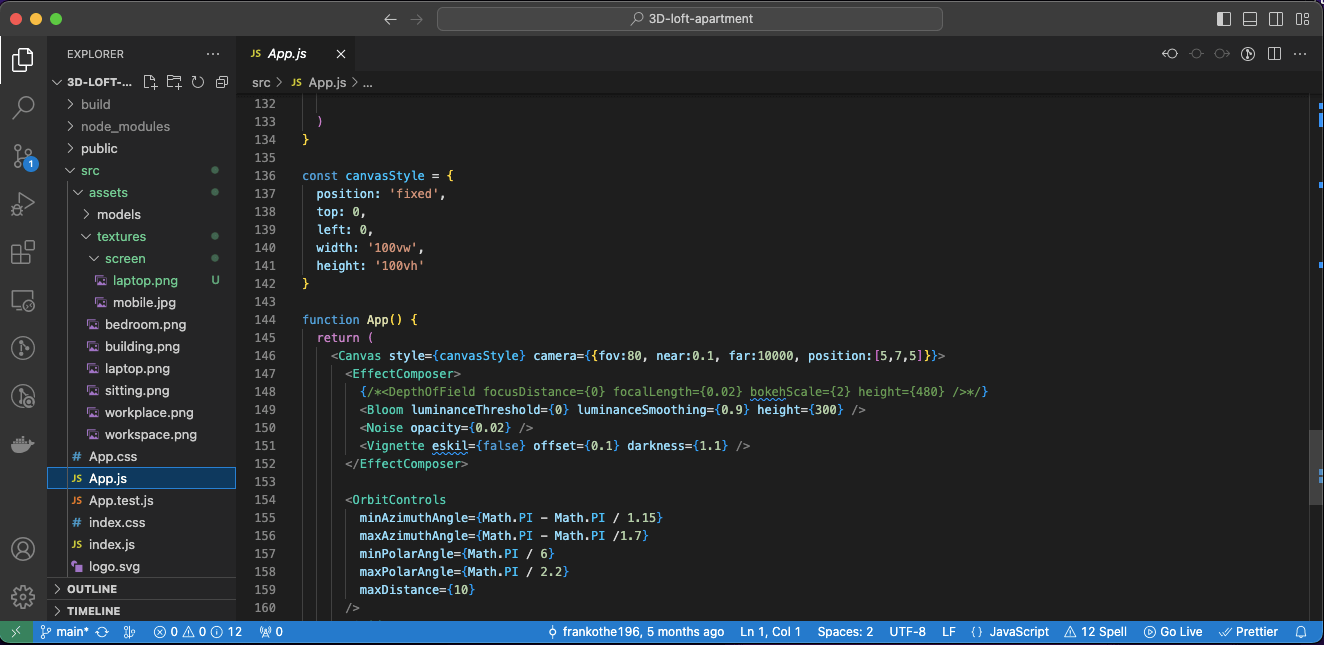 3D-loft-apartment
EXPLORER
JS App.js
3D-LOFT-...
src > JS App.js > ...
build
node_modules
public
src
assets
models
textures
screen
laptop.png U
mobile.jpg
bedroom.png
building.png
laptop.png
sitting.png
workplace.png
workspace.png
# App.css
JS App.js
JS App.test.js
# index.css
JS index.js
logo.svg
OUTLINE
TIMELINE
132
133 )
134 }
135
136 const canvasStyle = {
137 position: 'fixed',
138 top: 0,
139 left: 0,
140 width: '100vw',
141 height: '100vh'
142 }
143
144 function App() {
145 return (
146 <Canvas style={canvasStyle} camera={{fov:80, near:0.1, far:10000, position:[5,7,5]}}>
147 <EffectComposer>
148 {/*<DepthOfField focusDistance={0} focalLength={0.02} bokehScale={2} height={480} />*/}
149 <Bloom luminanceThreshold={0} luminanceSmoothing={0.9} height={300} />
150 <Noise opacity={0.02} />
151 <Vignette eskil={false} offset={0.1} darkness={1.1} />
152 </EffectComposer>
153
154 <OrbitControls
155 minAzimuthAngle={Math.PI - Math.PI / 1.15}
156 maxAzimuthAngle={Math.PI - Math.PI /1.7}
157 minPolarAngle={Math.PI / 6}
158 maxPolarAngle={Math.PI / 2.2}
159 maxDistance={10}
160 />
1
main* 0 0 12 0 frankothe196, 5 months ago Ln 1, Col 1 Spaces: 2 UTF-8 LF {} JavaScript 12 Spell Go Live Prettier